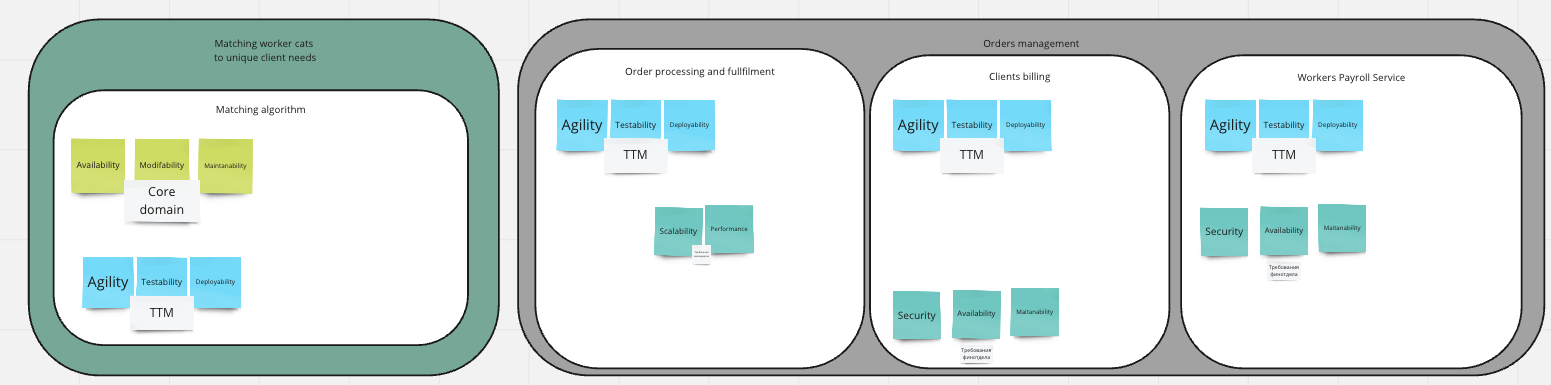 Matching worker cats
to unique client needs
Matching algorithm
Availability
Modifability
Maintanability
Core
domain
Agility
Testability
Deployability
TTM
Orders management
Order processing and fullfilment
Agility
Testability
Deployability
TTM
Scalability
Performance
Clients billing
Agility
Testability
Deployability
TTM
Security
Availability
Maitanability
Требования
финотдела
Workers Payroll Service
Agility
Testability
Deployability
TTM
Security
Availability
Maitanability
Требования
финотдела